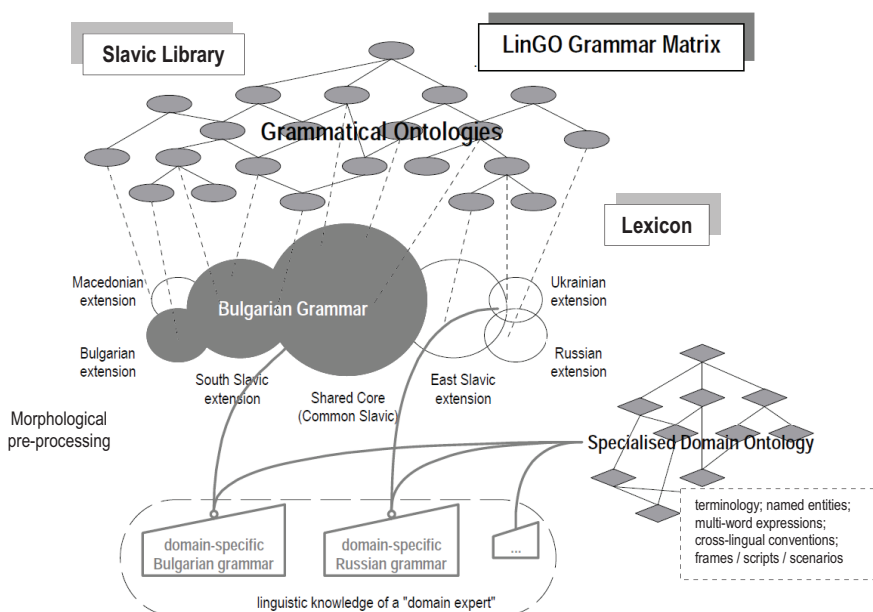 Slavic Library
LinGO Grammar Matrix
Grammatical Ontologies
Lexicon
Macedonian
extension
Ukrainian
extension
Bulgarian Grammar
Bulgarian
extension
Russian
extension
South Slavic
extension
Shared Core
(Common Slavic)
East Slavic
extension
Morphological
pre-processing
Specialised Domain Ontology
terminology; named entities;
multi-word expressions;
cross-lingual conventions;
frames / scripts / scenarios
domain-specific
Bulgarian grammar
domain-specific
Russian grammar
...
linguistic knowledge of a "domain expert"